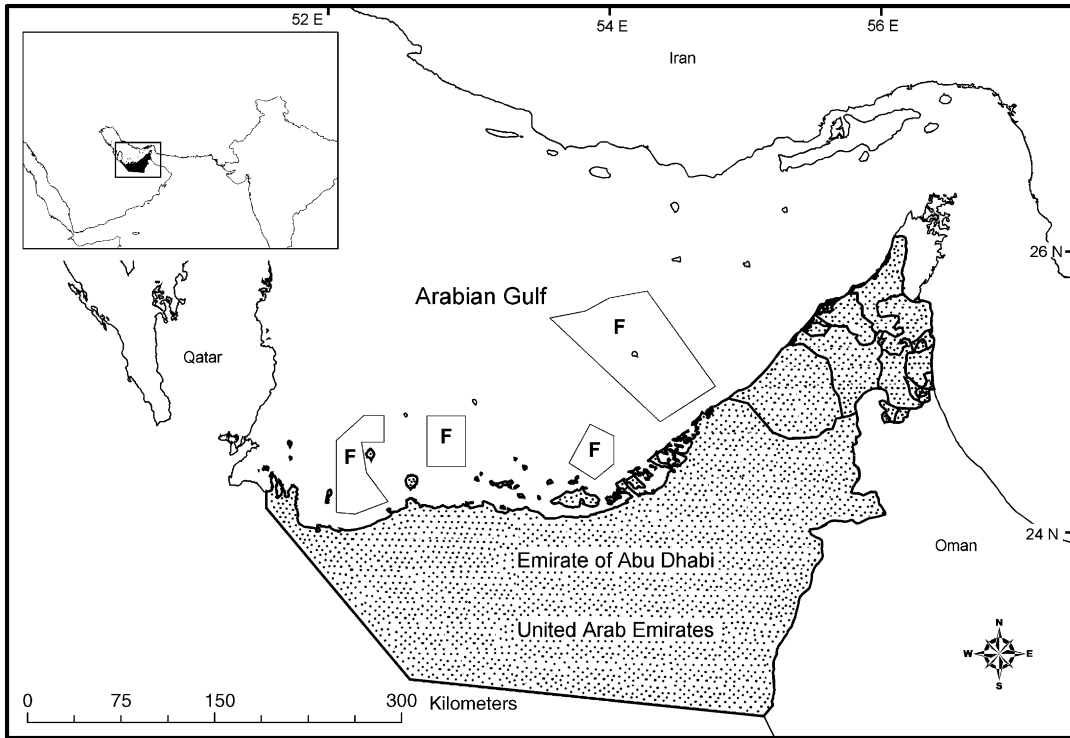 52 E
54 E
56 E
Iran
26 N
Arabian Gulf
F
Qatar
F
F
F
24 N
Oman
Emirate of Abu Dhabi
United Arab Emirates
N
W E
S
0 75 150 300 Kilometers